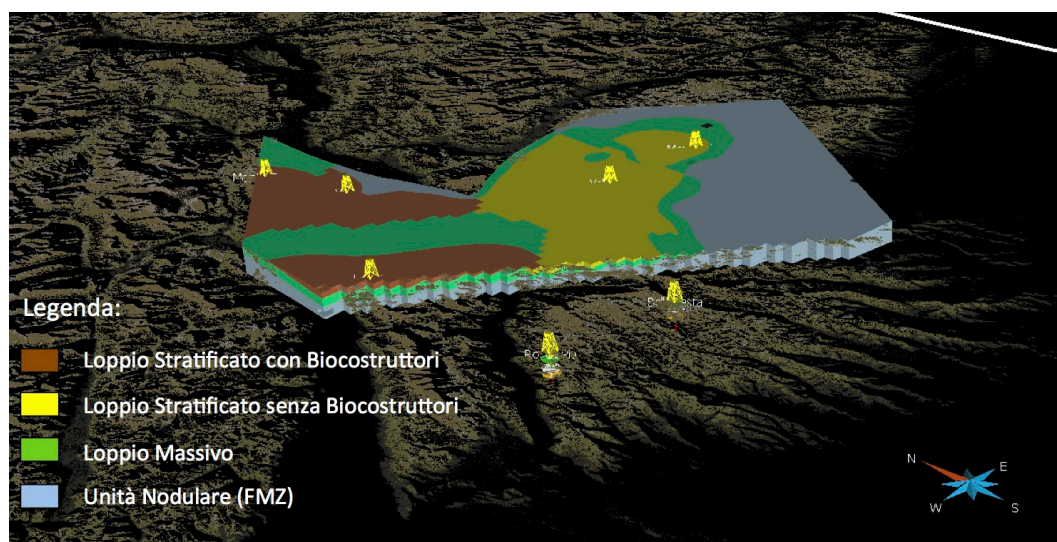 Legenda:
Loppio Stratificato con Biocostruttori
Loppio Stratificato senza Biocostruttori
Loppio Massivo
Unità Nodulare (FMZ)
N
E
W
S